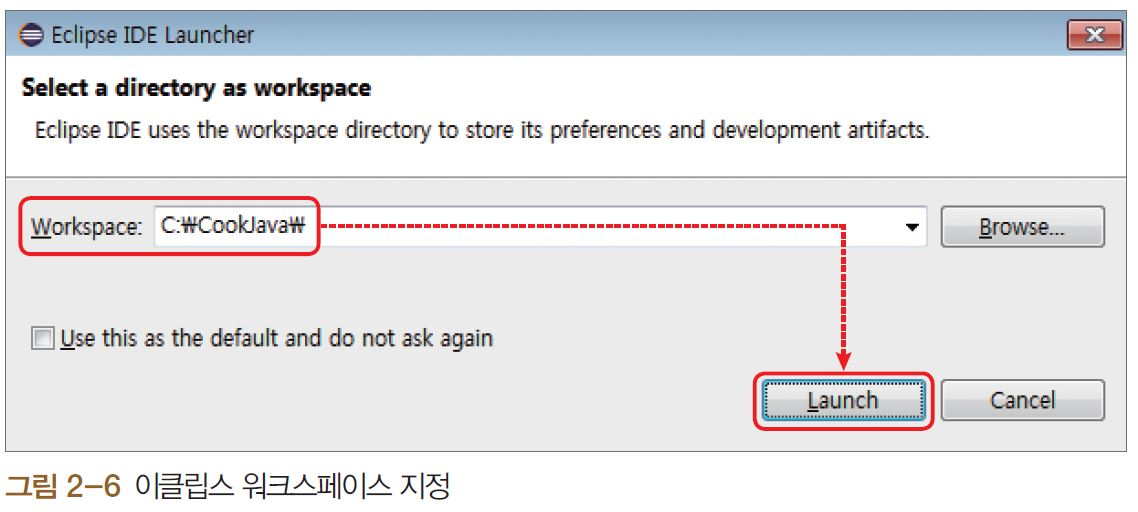 Eclipse IDE Launcher
Select a directory as workspace
Eclipse IDE uses the workspace directory to store its preferences and development artifacts.
Workspace: C:₩CookJava₩ Browse...
Use this as the default and do not ask again
Launch Cancel
그림 2-6 이클립스 워크스페이스 지정